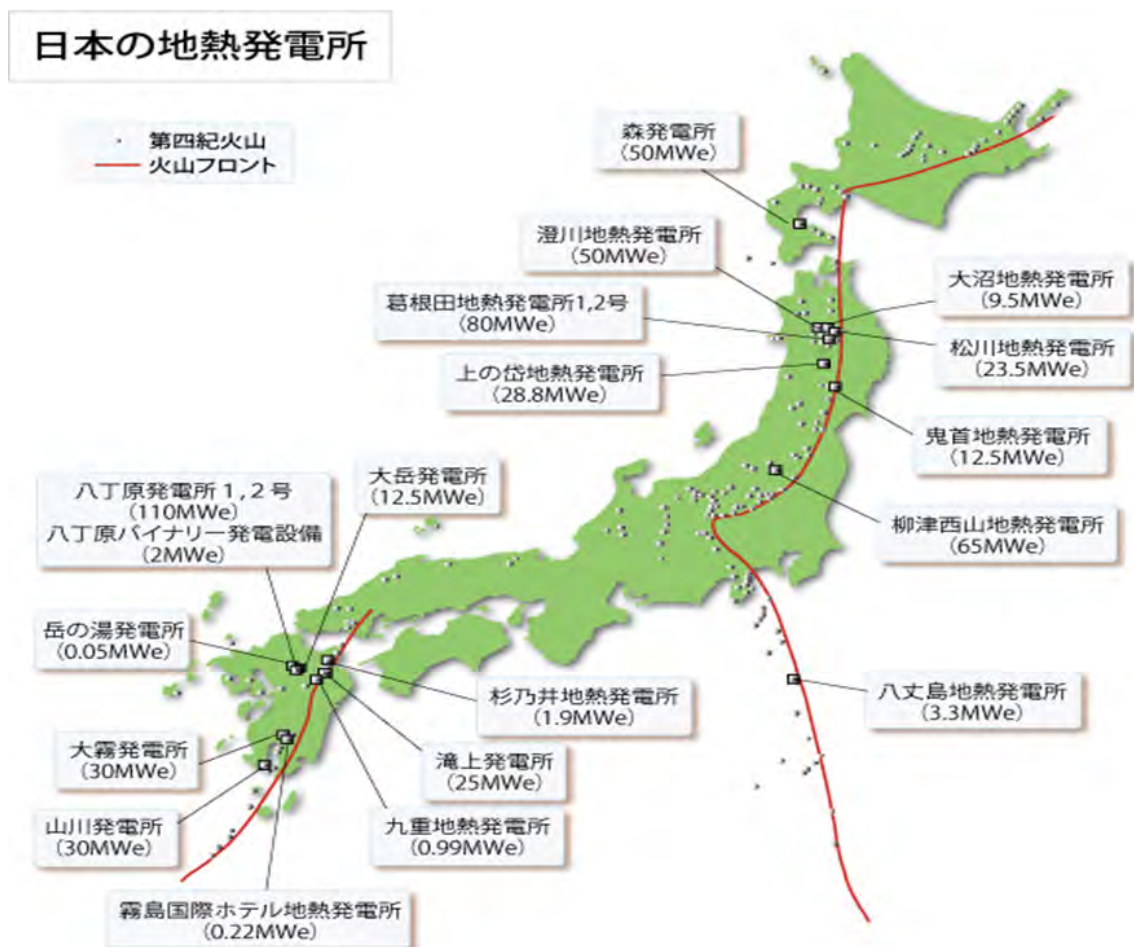 日本の地熱発電所
第四紀火山
火山フロント
森発電所
(50MWe)
澄川地熱発電所
(50MWe)
大沼地熱発電所
(9.5MWe)
葛根田地熱発電所1,2号
(80MWe)
松川地熱発電所
(23.5MWe)
上の岱地熱発電所
(28.8MWe)
鬼首地熱発電所
(12.5MWe)
大岳発電所
(12.5MWe)
八丁原発電所1,2号
(110MWe)
八丁原バイナリー発電設備
(2MWe)
柳津西山地熱発電所
(65MWe)
岳の湯発電所
(0.05MWe)
杉乃井地熱発電所
(1.9MWe)
八丈島地熱発電所
(3.3MWe)
大霧発電所
(30MWe)
滝上発電所
(25MWe)
山川発電所
(30MWe)
九重地熱発電所
(0.99MWe)
霧島国際ホテル地熱発電所
(0.22MWe)